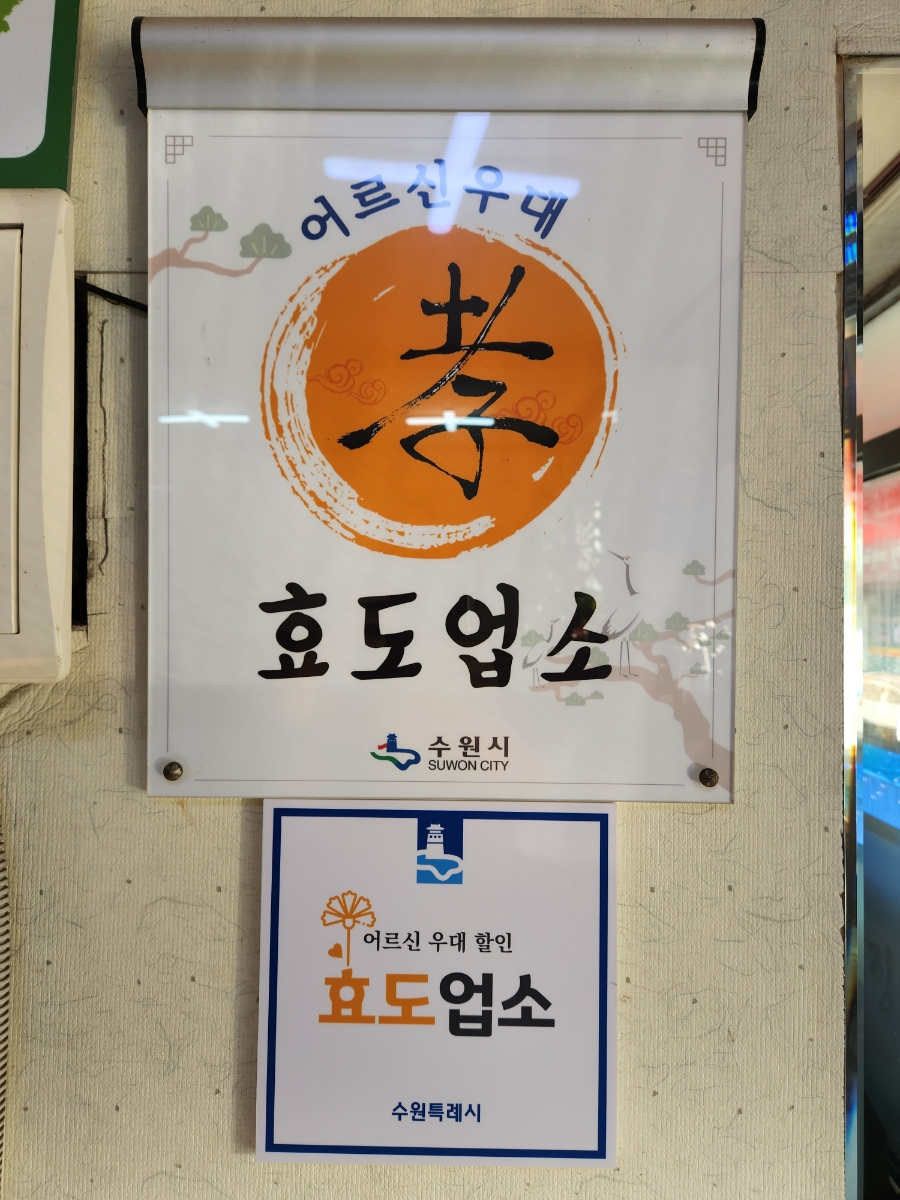 어르신우대
孝
효도업소
수원시
SUWON CITY
어르신 우대 할인
효도업소
수원특례시